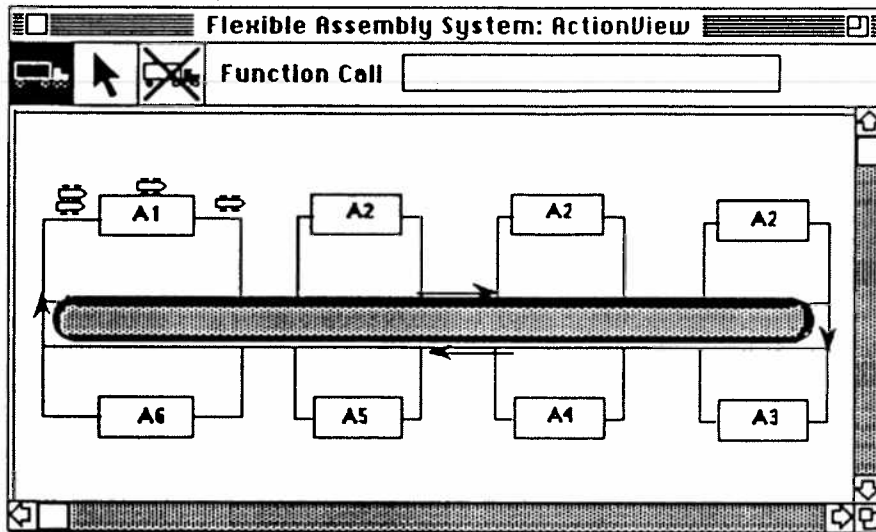 Flexible Assembly System: ActionView
Function Call
A1 A2 A2 A2
A6 A5 A4 A3